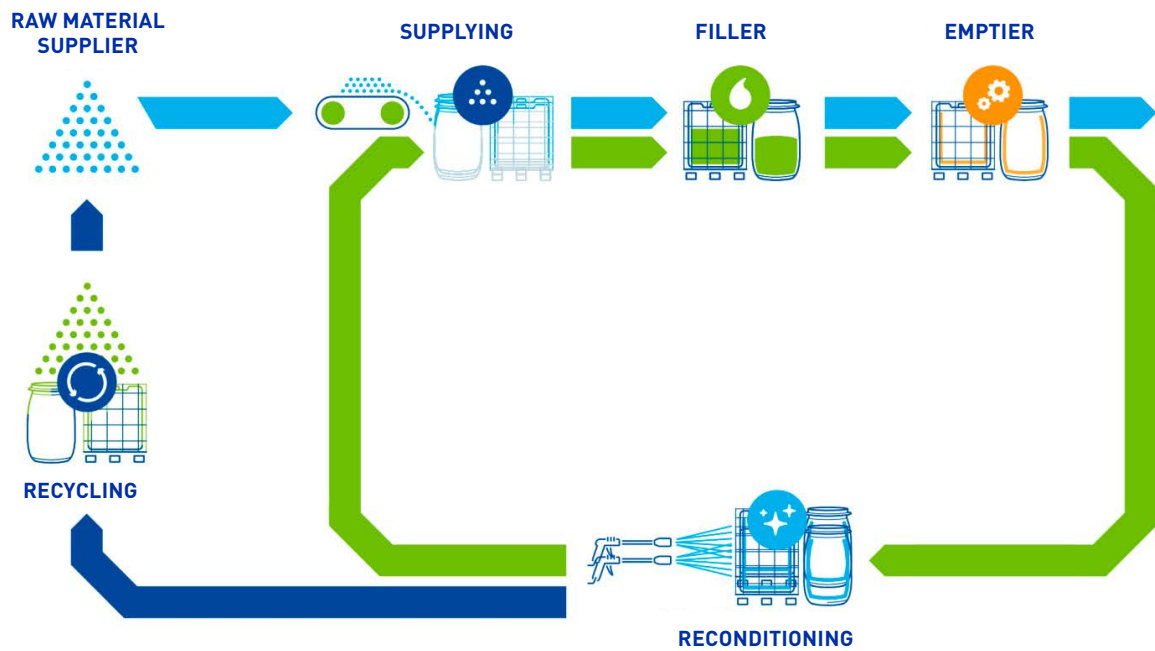 RAW MATERIAL
SUPPLIER
SUPPLYING
FILLER
EMPTIER
RECYCLING
RECONDITIONING